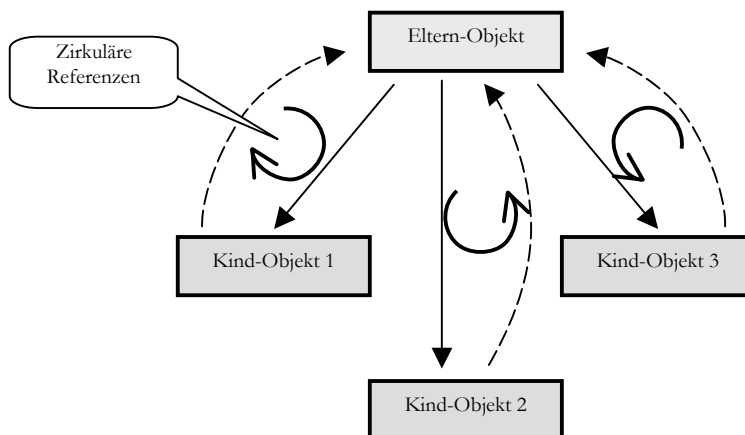 Eltern-Objekt
Zirkuläre
Referenzen
Kind-Objekt 1
Kind-Objekt 3
Kind-Objekt 2